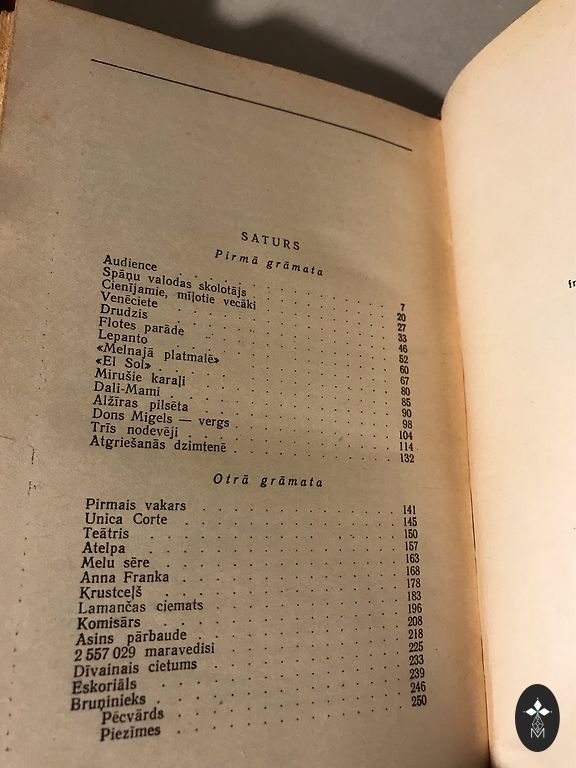 SATURS
Pirmā grāmata
Audience . . . . . 7
Spāņu valodas skolotājs . . . . . 20
Cienījamie, mīļotie vecāki . . . . . 27
Venēciete . . . . . 33
Drudzis . . . . . 46
Flotes parāde . . . . . 52
Lepanto . . . . . 60
«Melnajā platmalē» . . . . . 67
«El Sol» . . . . . 80
Mirušie karaļi . . . . . 85
Dali-Mami . . . . . 90
Alžīras pilsēta . . . . . 98
Dons Migels — vergs . . . . . 104
Trīs nodevēji . . . . . 114
Atgriešanās dzimtenē . . . . . 132
Otrā grāmata
Pirmais vakars . . . . . 141
Unica Corte . . . . . 145
Teātris . . . . . 150
Atelpa . . . . . 157
Melu sēre . . . . . 163
Anna Franka . . . . . 168
Krustceļš . . . . . 178
Lamančas ciemats . . . . . 183
Komisārs . . . . . 196
Asins pārbaude . . . . . 208
2 557 029 maravedisi . . . . . 218
Dīvainais cietums . . . . . 225
Eskoriāls . . . . . 233
Bruņinieks . . . . . 239
Pēcvārds . . . . . 246
Piezīmes . . . . . 250
M